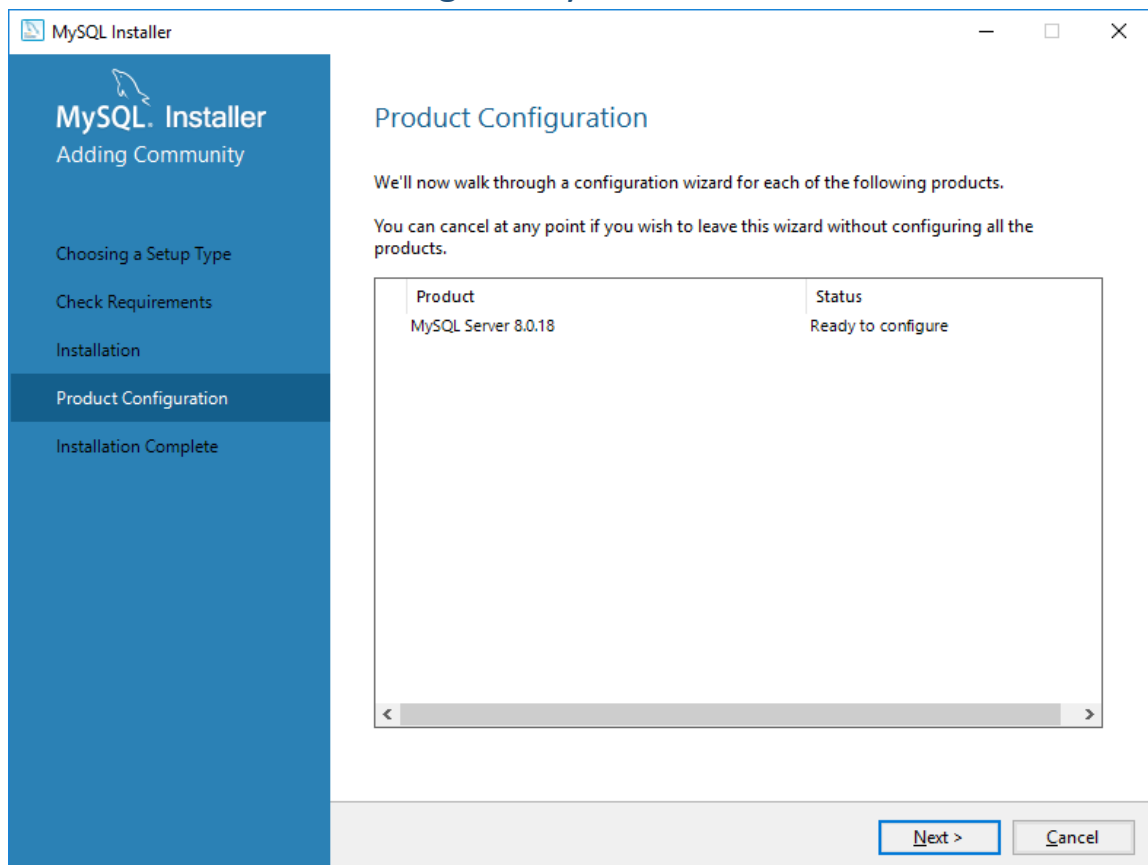 MySQL Installer
MySQL. Installer
Adding Community
Choosing a Setup Type
Check Requirements
Installation
Product Configuration
Installation Complete
Product Configuration
We'll now walk through a configuration wizard for each of the following products.
You can cancel at any point if you wish to leave this wizard without configuring all the
products.
Product Status
MySQL Server 8.0.18 Ready to configure
Next >
Cancel